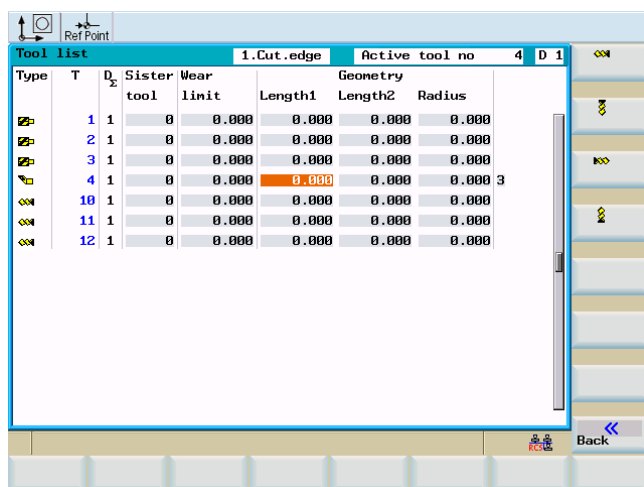 Ref Point
Tool list 1.Cut.edge Active tool no 4 D 1
Type T D Σ Sister Wear Geometry
tool limit Length1 Length2 Radius
1 1 0 0.000 0.000 0.000 0.000
2 1 0 0.000 0.000 0.000 0.000
3 1 0 0.000 0.000 0.000 0.000
4 1 0 0.000 0.000 0.000 0.000 3
10 1 0 0.000 0.000 0.000 0.000
11 1 0 0.000 0.000 0.000 0.000
12 1 0 0.000 0.000 0.000 0.000
RCS
Back